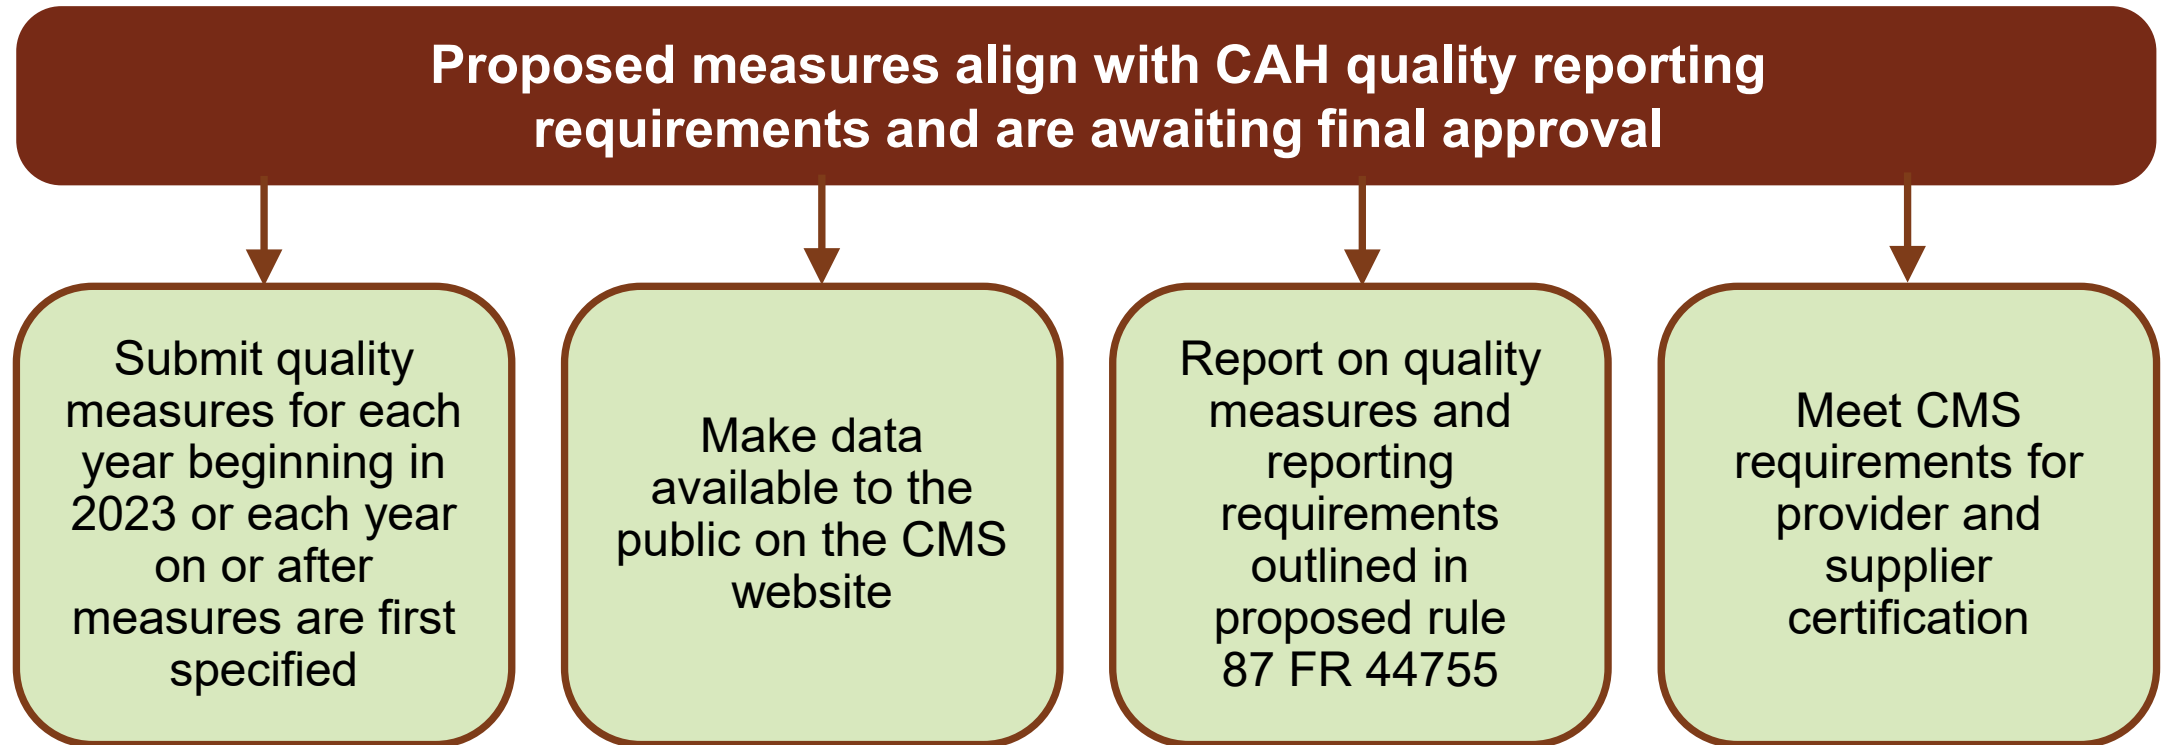 Proposed measures align with CAH quality reporting
requirements and are awaiting final approval
Submit quality
measures for each
year beginning in
2023 or each year
on or after
measures are first
specified
Make data
available to the
public on the CMS
website
Report on quality
measures and
reporting
requirements
outlined in
proposed rule
87 FR 44755
Meet CMS
requirements for
provider and
supplier
certification